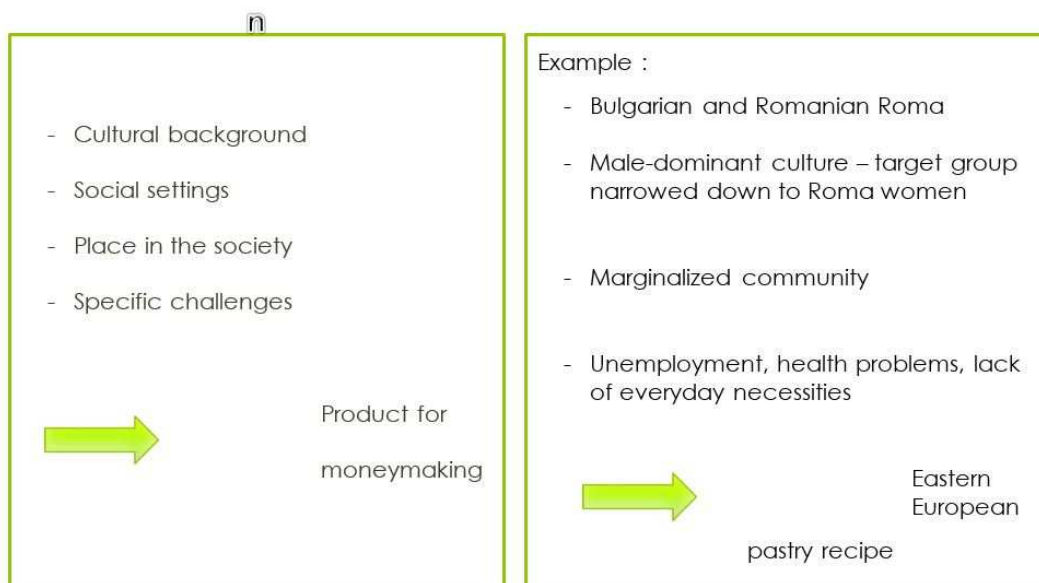 n
- Cultural background
- Social settings
- Place in the society
- Specific challenges
Product for
moneymaking
Example :
- Bulgarian and Romanian Roma
- Male-dominant culture – target group
narrowed down to Roma women
- Marginalized community
- Unemployment, health problems, lack
of everyday necessities
Eastern
European
pastry recipe